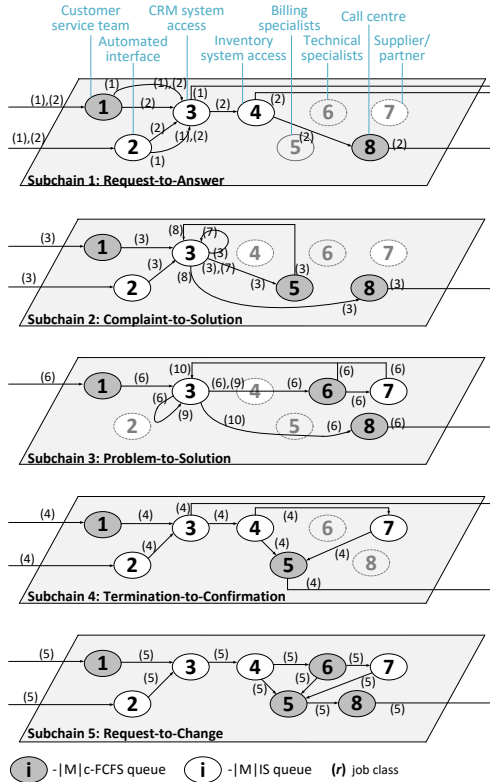 Customer service team
CRM system access
Billing specialists
Call centre
Automated interface
Inventory system access
Technical specialists
Supplier/ partner
(1) (1),(2) (1) (2)
(1),(2) 1 (2) 3 (2) 4 6 7
(1),(2) 2 (2) (1),(2) (1) 5 (2) 8 (2)
Subchain 1: Request-to-Answer
(8) (7)
(3) 1 (3) 3 (3) 4 6 7
(3) 2 (3) (8) (3),(7) (3) 5 (3) 8 (3)
(3)
Subchain 2: Complaint-to-Solution
(10) (6) (6)
(6) 1 (6) 3 (6),(9) 4 (6) 6 (6) 7
2 (6) (9) (10) 5 (6) 8 (6)
Subchain 3: Problem-to-Solution
(4) (4)
(4) 1 (4) 3 (4) 4 6 7
(4) 2 (4) (4) 5 (4) 8
(4)
Subchain 4: Termination-to-Confirmation
(5) 1 (5) 3 (5) 4 (5) 6 (5) 7
(5) 2 (5) (5) (5) 5 (5) (5) 8 (5)
Subchain 5: Request-to-Change
i -|M|c-FCFS queue i -|M|IS queue (r) job class